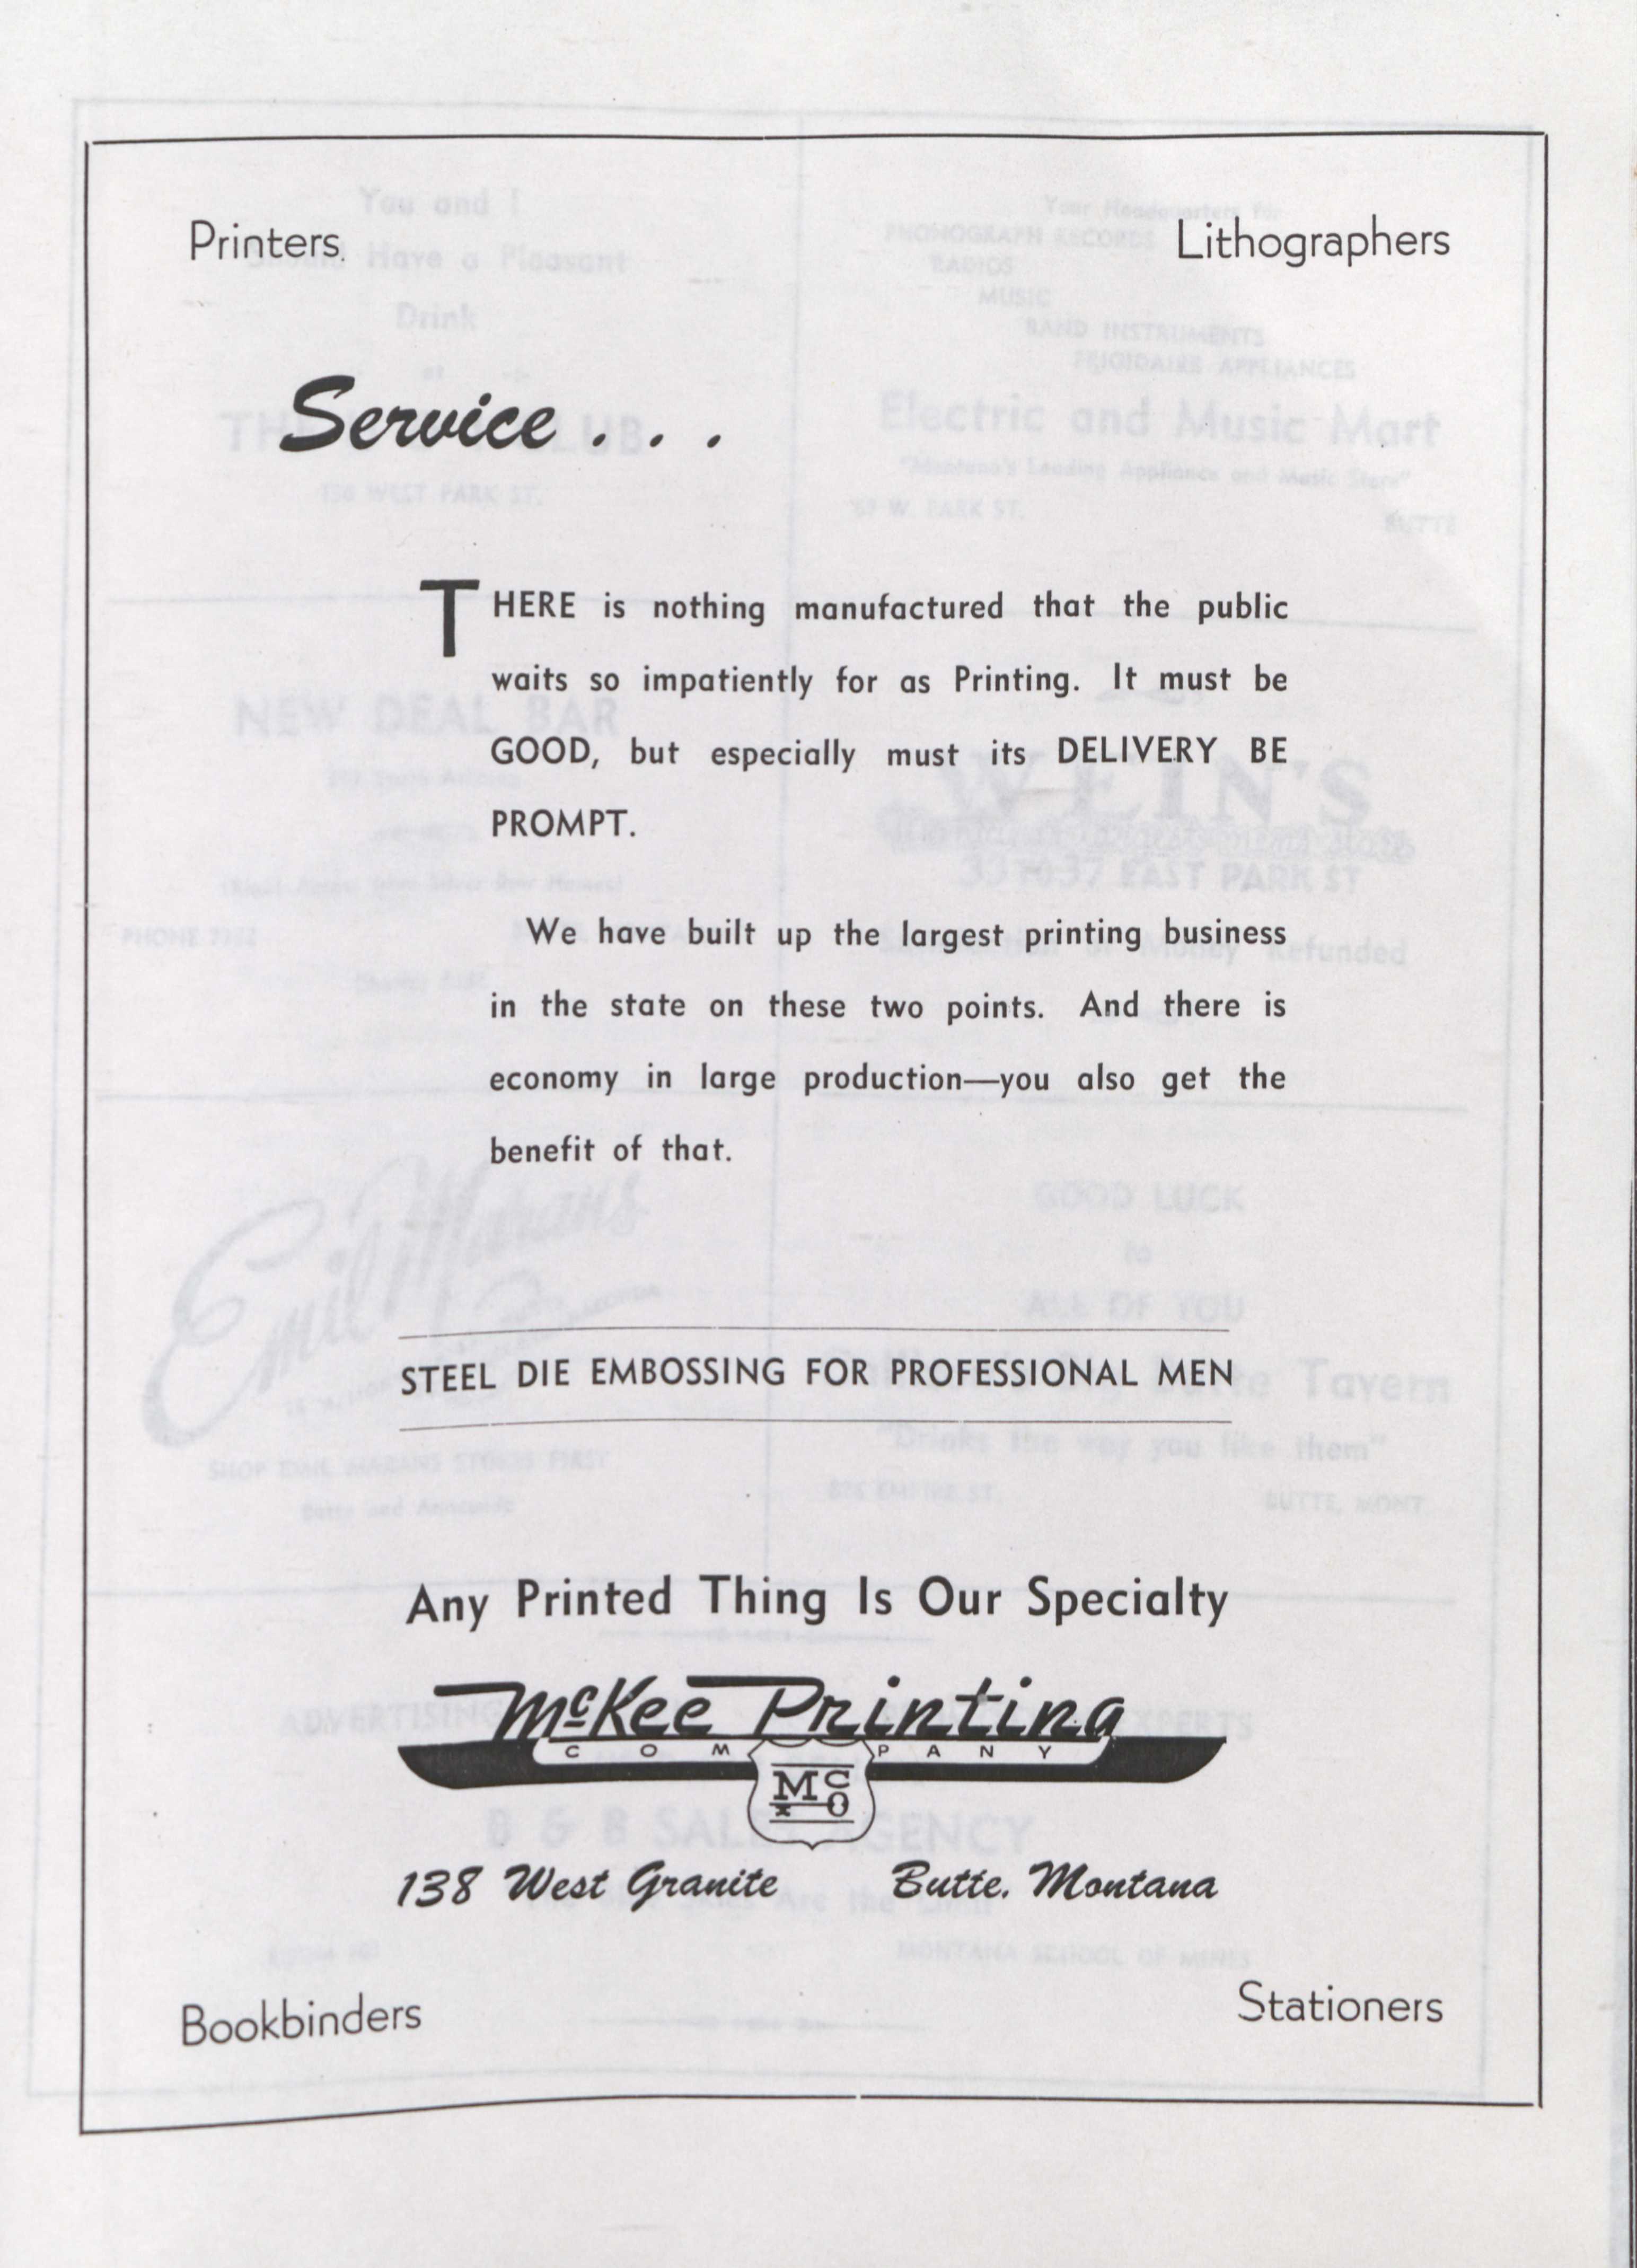 Printers
Lithographers
Service . . .
THERE is nothing manufactured that the public
waits so impatiently for as Printing. It must be
GOOD, but especially must its DELIVERY BE
PROMPT.
We have built up the largest printing business
in the state on these two points. And there is
economy in large production—you also get the
benefit of that.
STEEL DIE EMBOSSING FOR PROFESSIONAL MEN
Any Printed Thing Is Our Specialty
McKee Printing
COMPANY
M
CO
138 West Granite Butte, Montana
Bookbinders
Stationers